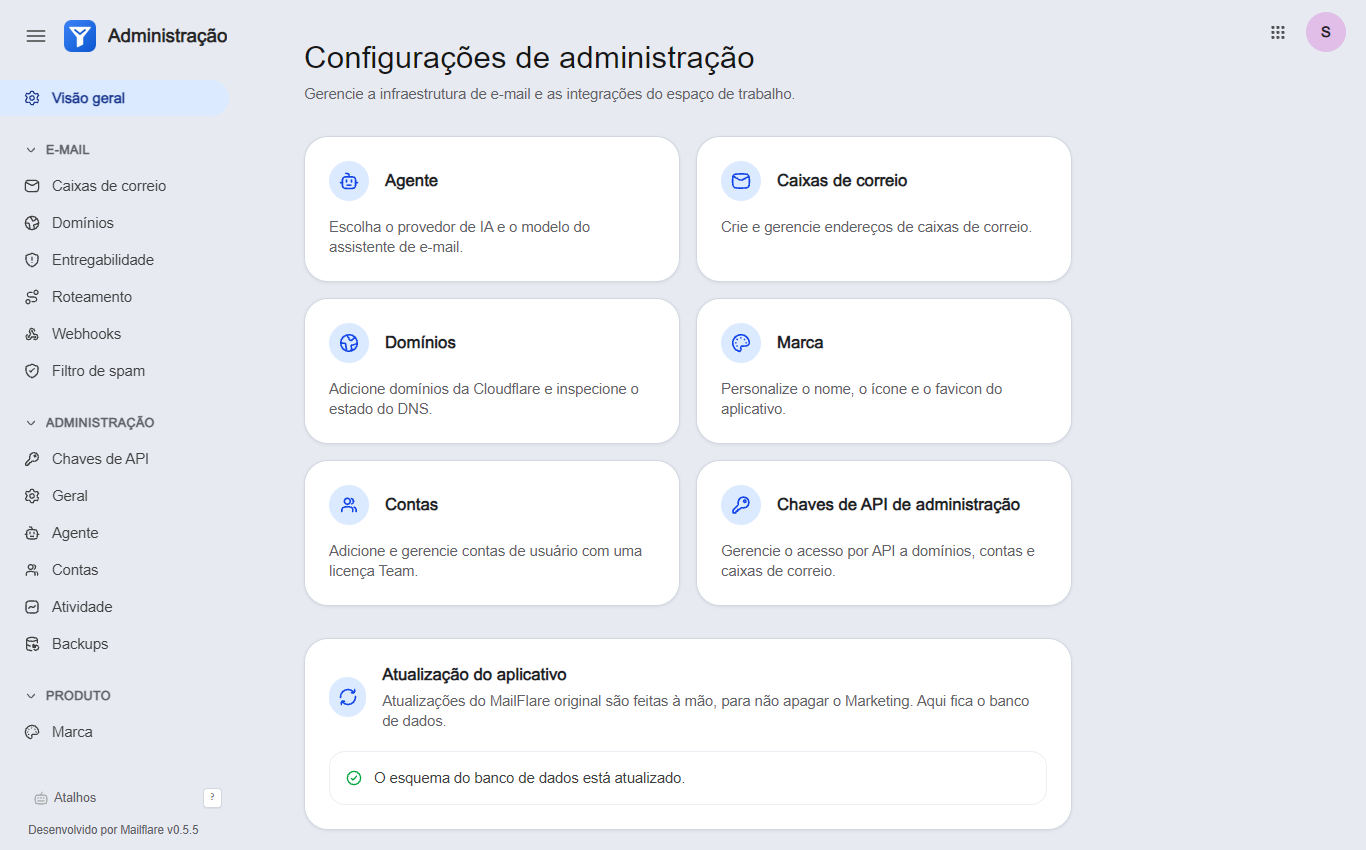 Administração
S
Visão geral
E-MAIL
Caixas de correio
Domínios
Entregabilidade
Roteamento
Webhooks
Filtro de spam
ADMINISTRAÇÃO
Chaves de API
Geral
Agente
Contas
Atividade
Backups
PRODUTO
Marca
Atalhos
?
Desenvolvido por Mailflare v0.5.5
Configurações de administração
Gerencie a infraestrutura de e-mail e as integrações do espaço de trabalho.
Agente
Escolha o provedor de IA e o modelo do
assistente de e-mail.
Caixas de correio
Crie e gerencie endereços de caixas de correio.
Domínios
Adicione domínios da Cloudflare e inspecione o
estado do DNS.
Marca
Personalize o nome, o ícone e o favicon do
aplicativo.
Contas
Adicione e gerencie contas de usuário com uma
licença Team.
Chaves de API de administração
Gerencie o acesso por API a domínios, contas e
caixas de correio.
Atualização do aplicativo
Atualizações do MailFlare original são feitas à mão, para não apagar o Marketing. Aqui fica o banco
de dados.
O esquema do banco de dados está atualizado.